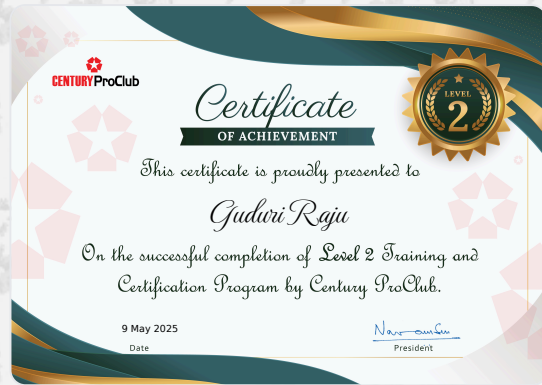 CENTURY ProClub
Certificate
OF ACHIEVEMENT
LEVEL
2
This certificate is proudly presented to
Guduri Raju
On the successful completion of Level 2 Training and
Certification Program by Century ProClub.
9 May 2025
Date
President